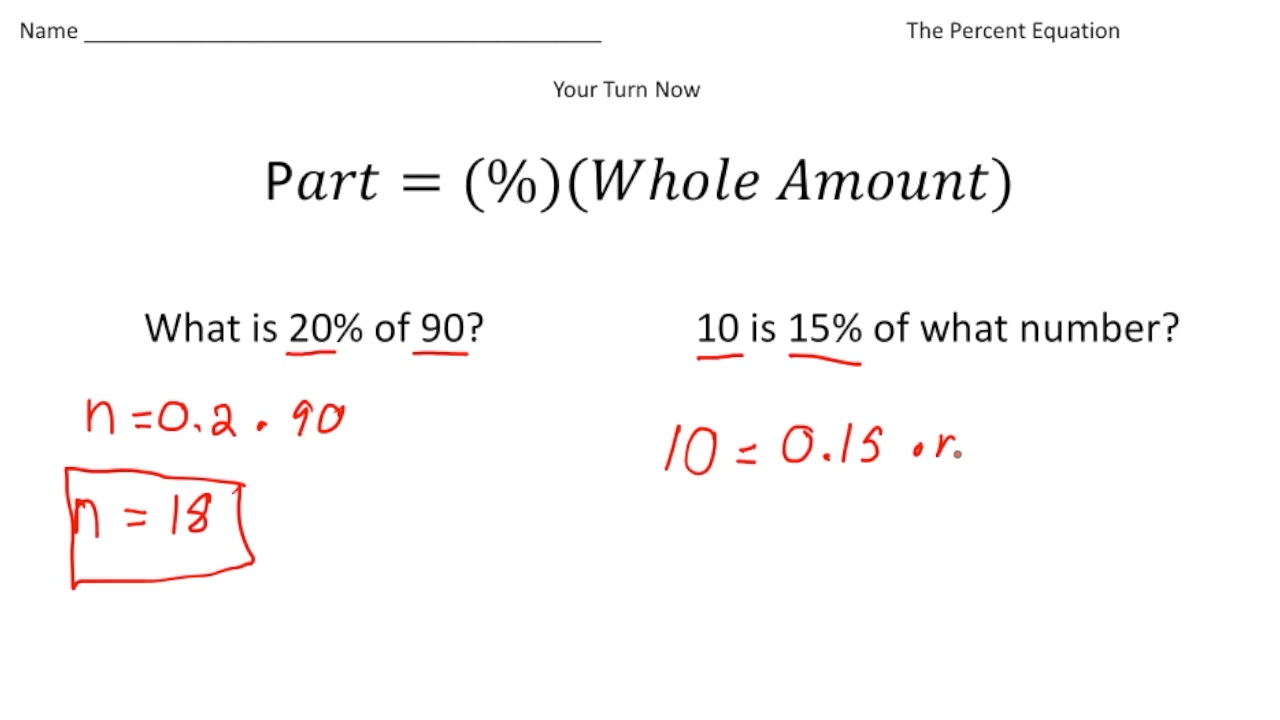 Name ____________________ The Percent Equation
Your Turn Now
Part = (%)(Whole Amount)
What is 20% of 90?
10 is 15% of what number?
n = 0.2 · 90
n = 18
10 = 0.15 · r